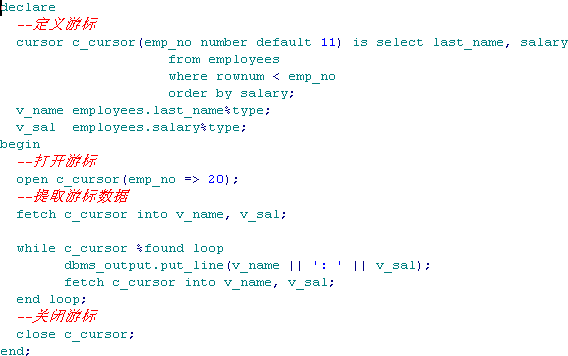 declare
  --定义游标
  cursor c_cursor(emp_no number default 11) is select last_name, salary
                     from employees
                     where rownum < emp_no
                     order by salary;
  v_name employees.last_name%type;
  v_sal  employees.salary%type;
begin
  --打开游标
  open c_cursor(emp_no => 20);
  --提取游标数据
  fetch c_cursor into v_name, v_sal;

  while c_cursor %found loop
        dbms_output.put_line(v_name || ': ' || v_sal);
        fetch c_cursor into v_name, v_sal;
  end loop;
  --关闭游标
  close c_cursor;
end;